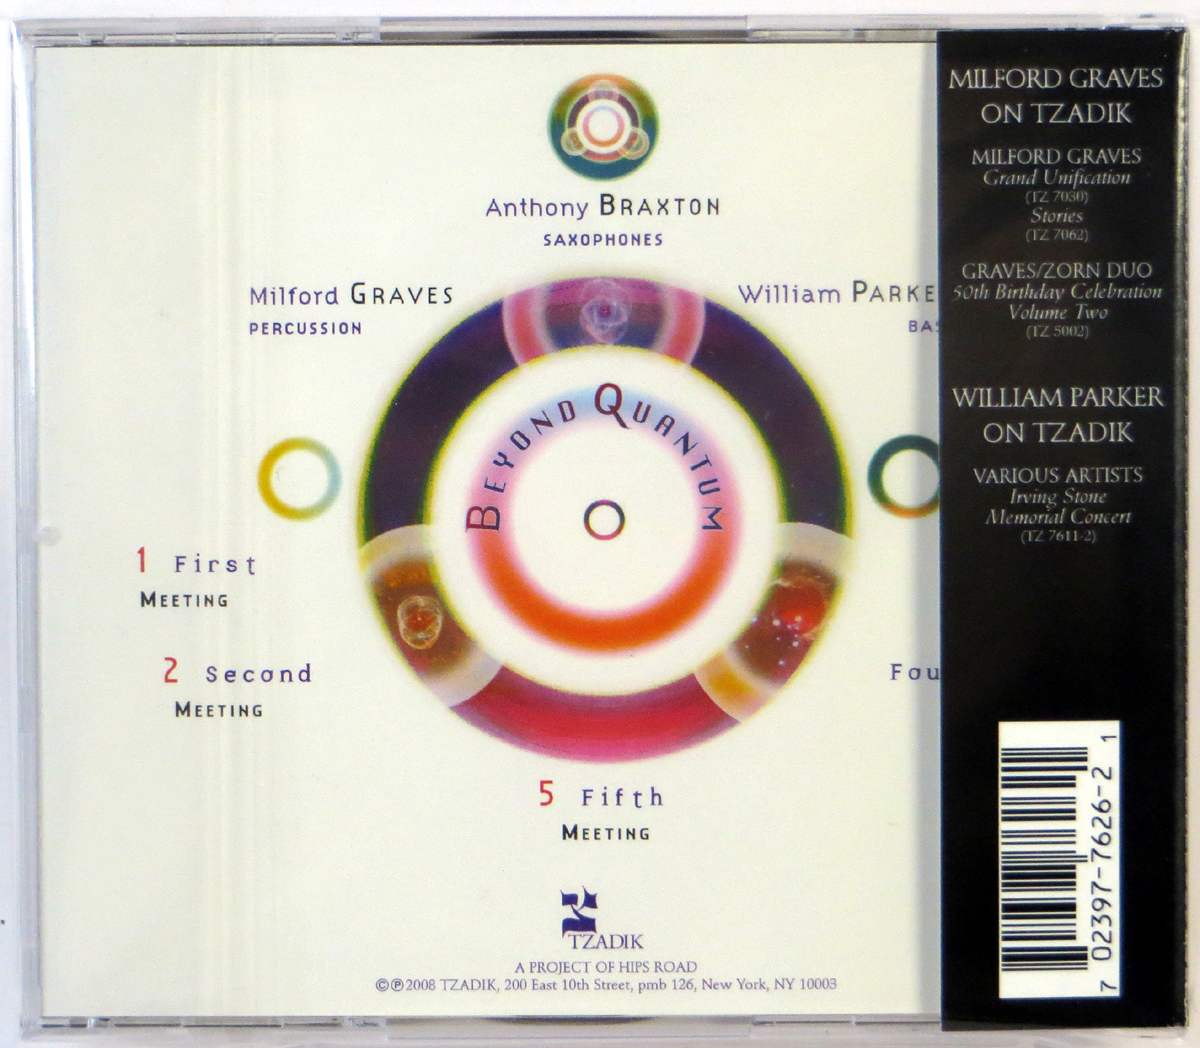 Anthony BRAXTON
SAXOPHONES
Milford GRAVES
PERCUSSION
William PARKE
BAS
BEYOND QUANTUM
1 First
MEETING
2 Second
MEETING
Fou
5 Fifth
MEETING
TZADIK
A PROJECT OF HIPS ROAD
©℗2008 TZADIK, 200 East 10th Street, pmb 126, New York, NY 10003
MILFORD GRAVES
ON TZADIK
MILFORD GRAVES
Grand Unification
(TZ 7030)
Stories
(TZ 7062)
GRAVES/ZORN DUO
50th Birthday Celebration
Volume Two
(TZ 5002)
WILLIAM PARKER
ON TZADIK
VARIOUS ARTISTS
Irving Stone
Memorial Concert
(TZ 7611-2)
7 02397-7626-2 1